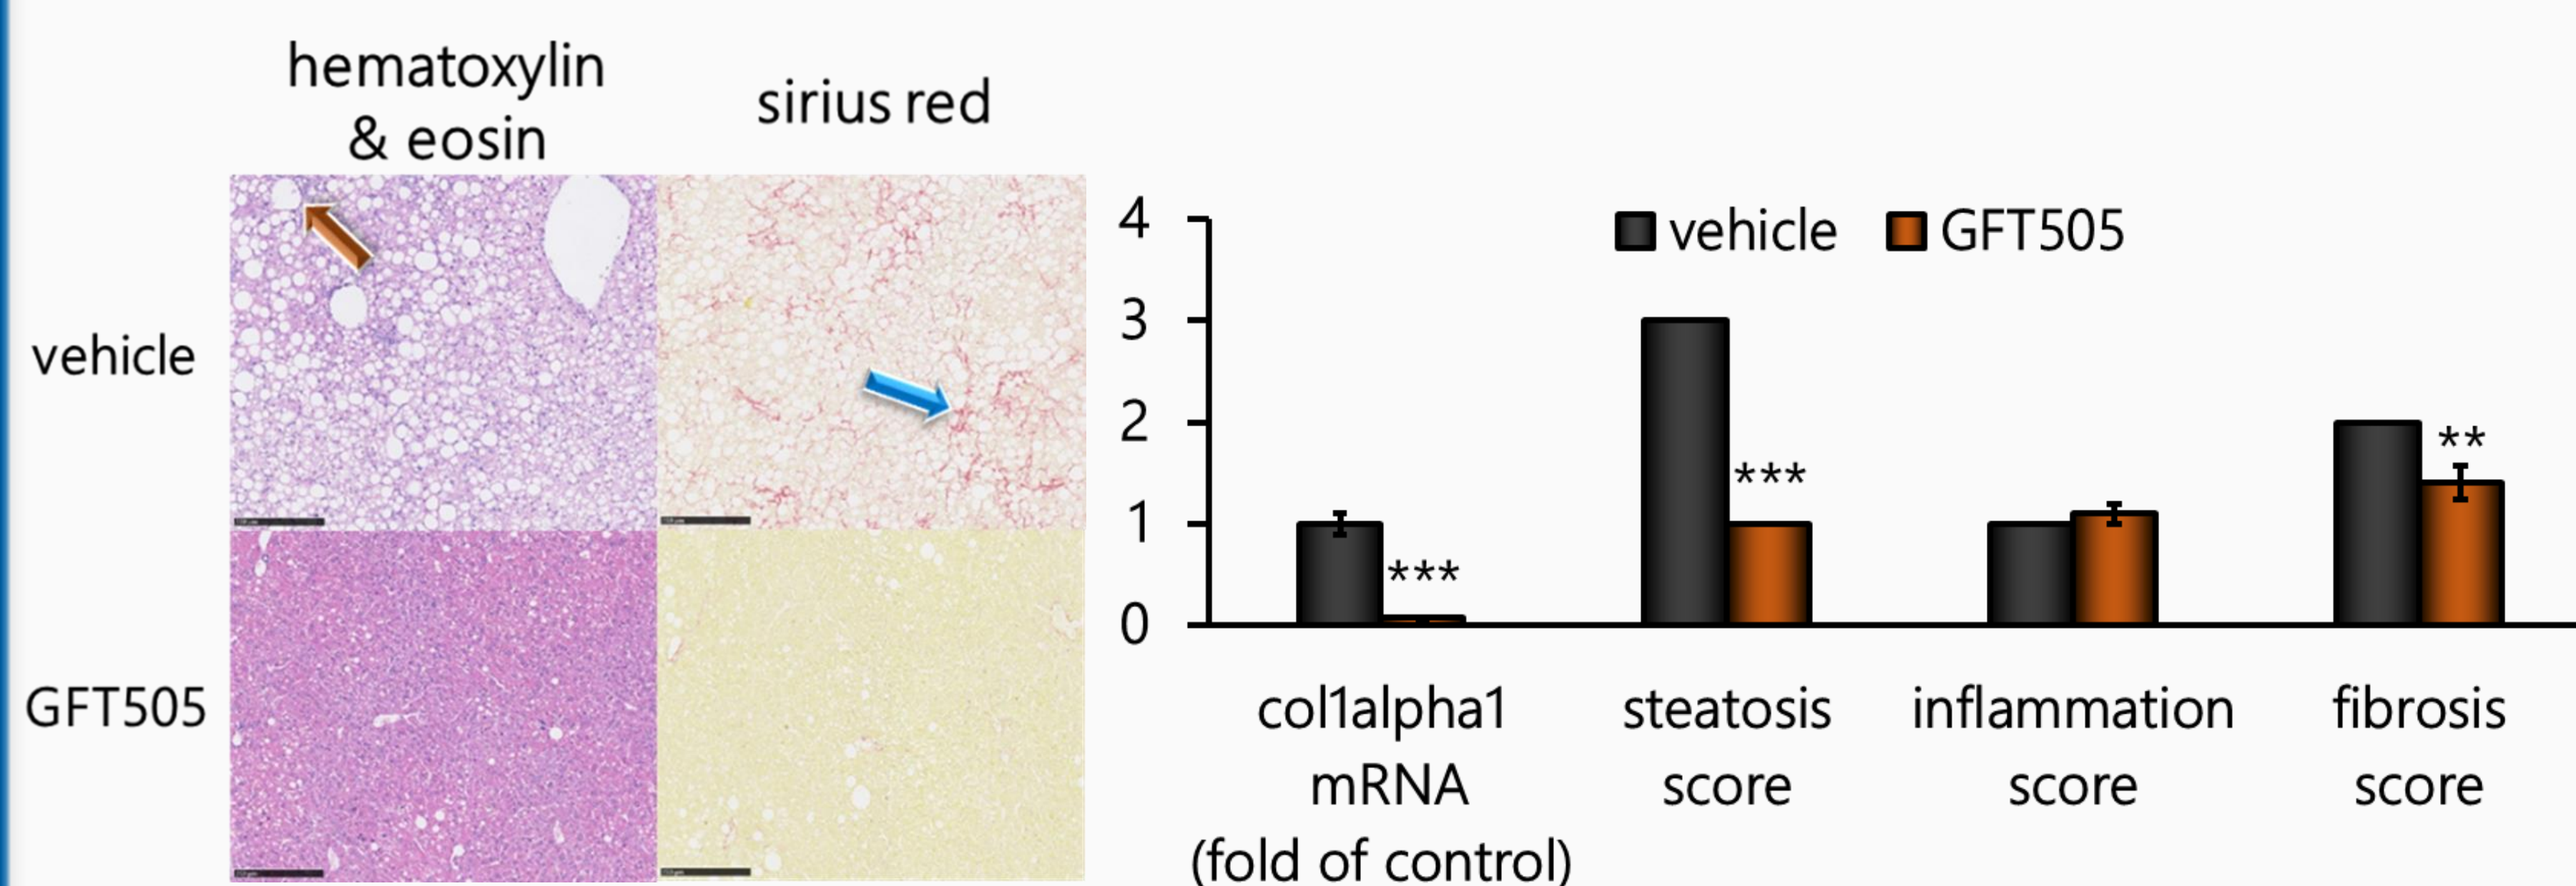 hematoxylin
& eosin
sirius red
vehicle
GFT505
4
3
2
1
0
vehicle
GFT505
***
***
**
col1alpha1
mRNA
(fold of control)
steatosis
score
inflammation
score
fibrosis
score